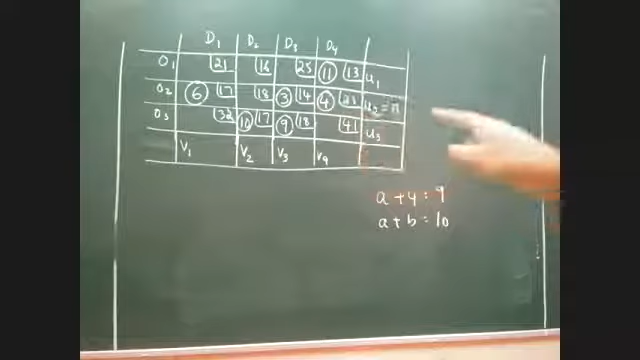 D1 D2 D3 D4
O1 21 16 25 11 13 u1
O2 6 17 18 3 14 4 23 u2 =
O3 32 10 17 9 18 41 u3
v1 v2 v3 v4
a + y = 9
a + b = 10